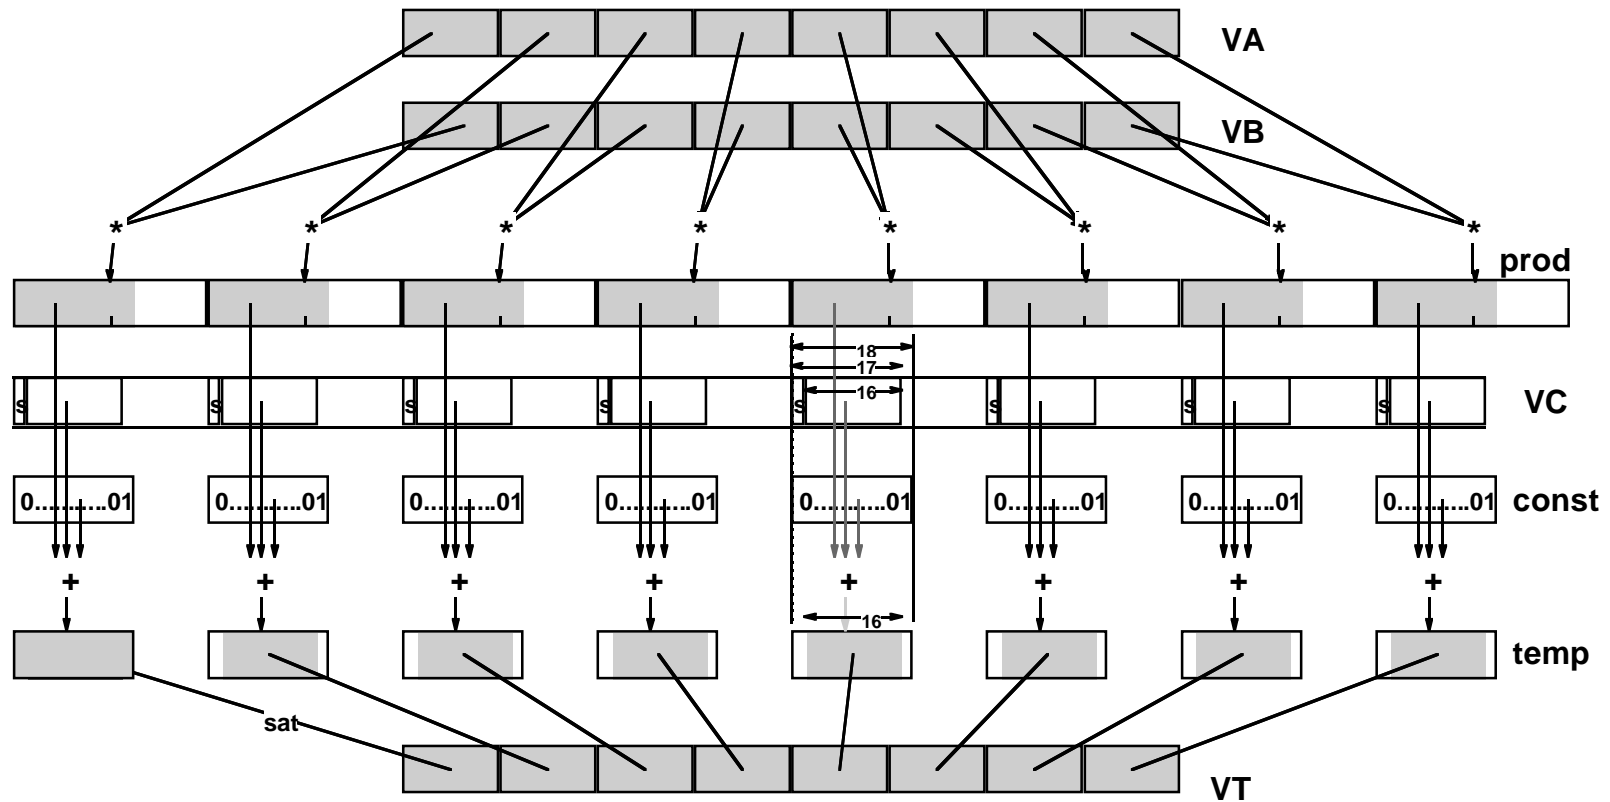 VA
VB
* * * * * * * *
prod
18
17
s s s s s 16 s s s VC
0..........01 0..........01 0..........01 0..........01 0..........01 0..........01 0..........01 0..........01 const
+ + + + + + + +
16
temp
sat
VT